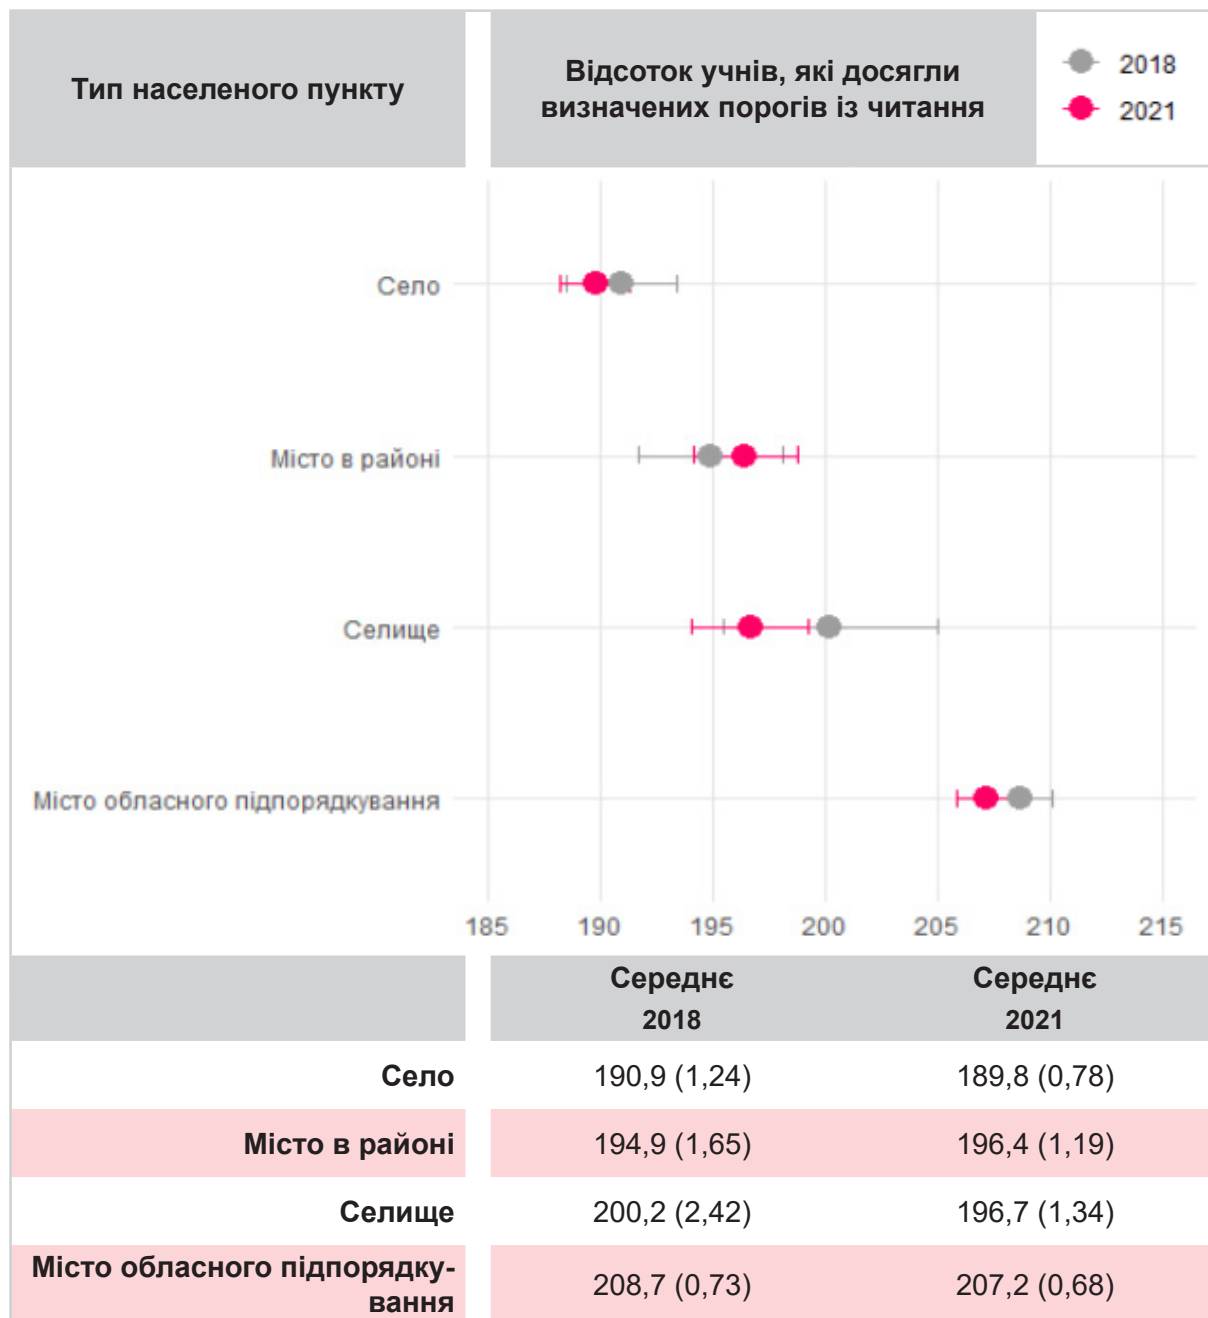 Тип населеного пункту
Відсоток учнів, які досягли
визначених порогів із читання
2018
2021
Село
Місто в районі
Селище
Місто обласного підпорядкування
185 190 195 200 205 210 215
Середнє Середнє
2018 2021
Село 190,9 (1,24) 189,8 (0,78)
Місто в районі 194,9 (1,65) 196,4 (1,19)
Селище 200,2 (2,42) 196,7 (1,34)
Місто обласного підпорядку-
вання 208,7 (0,73) 207,2 (0,68)